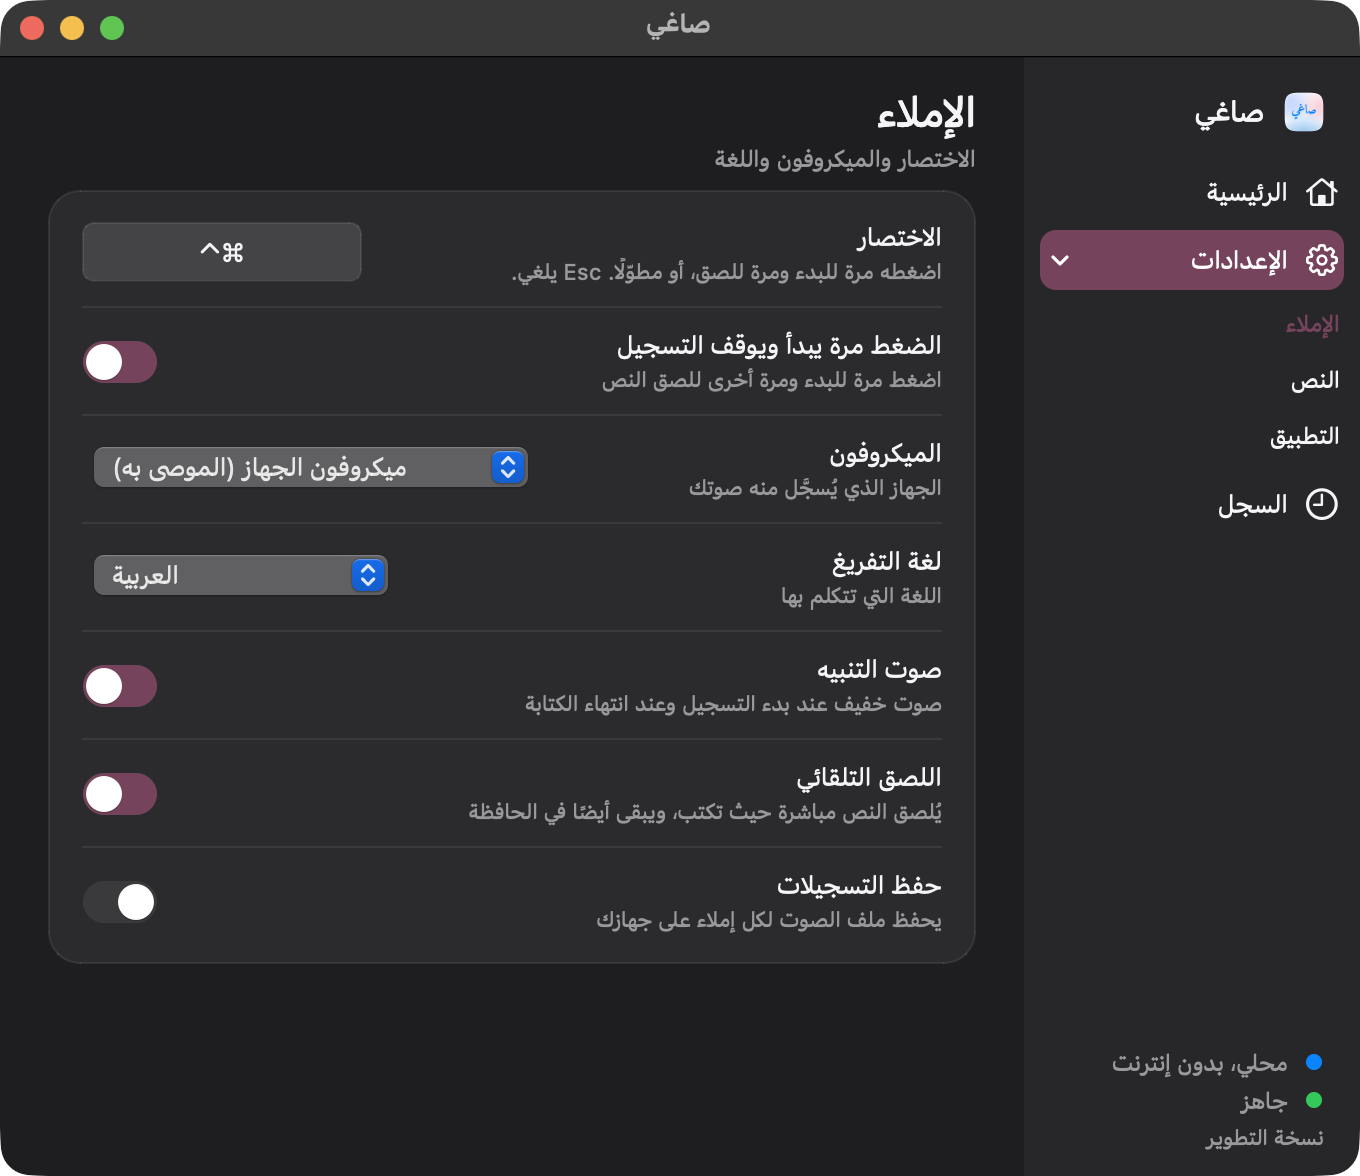 صاغي
صاغي
صاغي
الرئيسية
الإعدادات
الإملاء
النص
التطبيق
السجل
محلي، بدون إنترنت
جاهز
نسخة التطوير
الإملاء
الاختصار والميكروفون واللغة
الاختصار
اضغطه مرة للبدء ومرة للصق، أو مطوّلًا. Esc يلغي.
⌃⌘
الضغط مرة يبدأ ويوقف التسجيل
اضغط مرة للبدء ومرة أخرى للصق النص
الميكروفون
الجهاز الذي يُسجَّل منه صوتك
ميكروفون الجهاز (الموصى به)
لغة التفريغ
اللغة التي تتكلم بها
العربية
صوت التنبيه
صوت خفيف عند بدء التسجيل وعند انتهاء الكتابة
اللصق التلقائي
يُلصق النص مباشرة حيث تكتب، ويبقى أيضًا في الحافظة
حفظ التسجيلات
يحفظ ملف الصوت لكل إملاء على جهازك